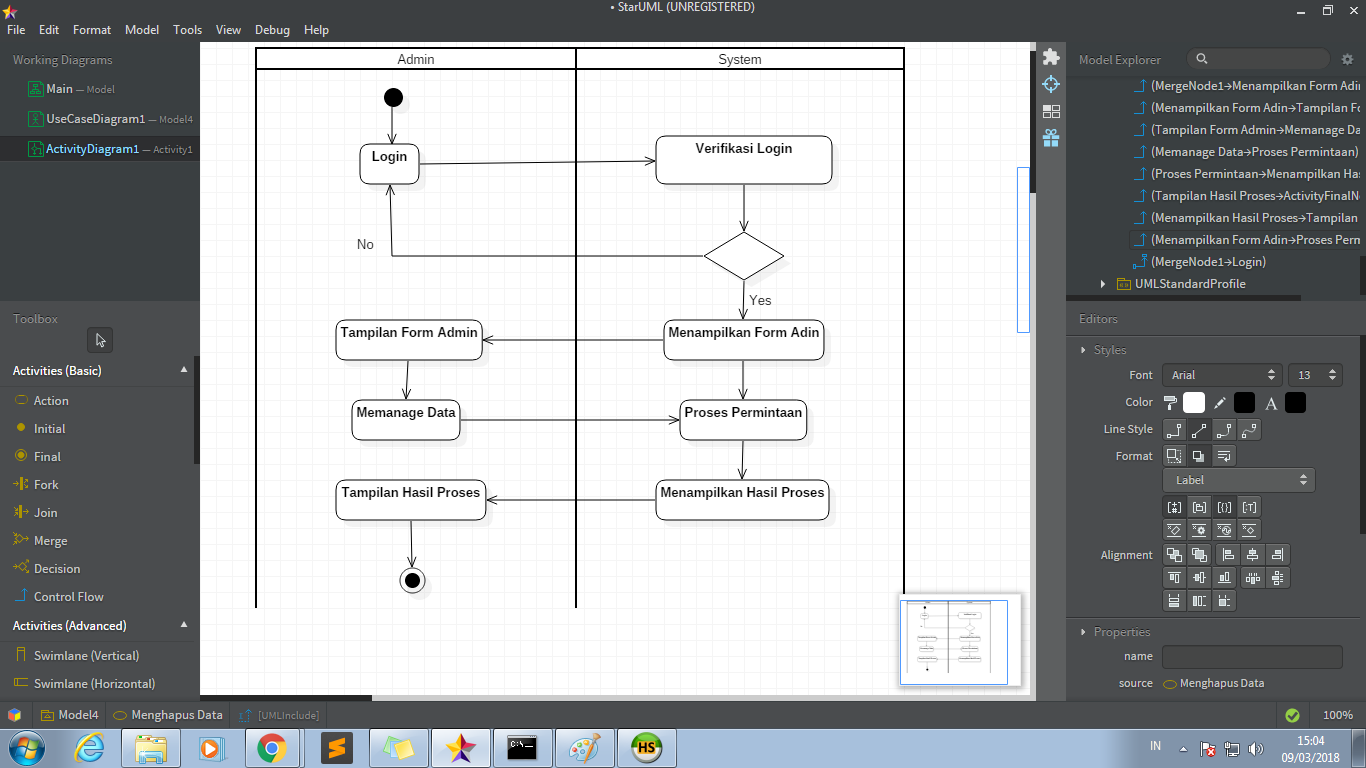 • StarUML (UNREGISTERED)
File Edit Format Model Tools View Debug Help
Working Diagrams
Main — Model
UseCaseDiagram1 — Model4
ActivityDiagram1 — Activity1
Toolbox
Activities (Basic)
Action
Initial
Final
Fork
Join
Merge
Decision
Control Flow
Activities (Advanced)
Swimlane (Vertical)
Swimlane (Horizontal)
Admin
System
Login
Verifikasi Login
No
Yes
Tampilan Form Admin
Menampilkan Form Adin
Memanage Data
Proses Permintaan
Tampilan Hasil Proses
Menampilkan Hasil Proses
Model Explorer
(MergeNode1→Menampilkan Form Adin
(Menampilkan Form Adin→Tampilan Fo
(Tampilan Form Admin→Memanage Da
(Memanage Data→Proses Permintaan)
(Proses Permintaan→Menampilkan Has
(Tampilan Hasil Proses→ActivityFinalN
(Menampilkan Hasil Proses→Tampilan
(Menampilkan Form Adin→Proses Perm
(MergeNode1→Login)
UMLStandardProfile
Editors
Styles
Font Arial 13
Color A
Line Style
Format
Label
Alignment
Properties
name
source Menghapus Data
Model4 Menghapus Data [UMLInclude]
100%
C:\_
HS
IN
15:04
09/03/2018